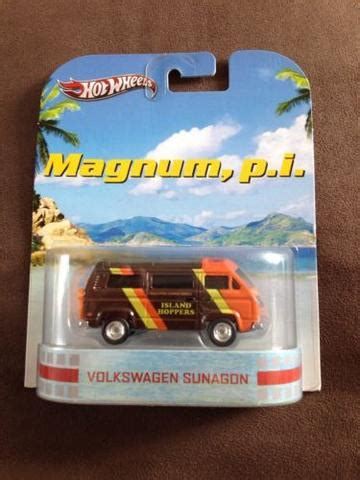 Hot Wheels
Magnum, p.i.
ISLAND
HOPPERS
VOLKSWAGEN SUNAGON